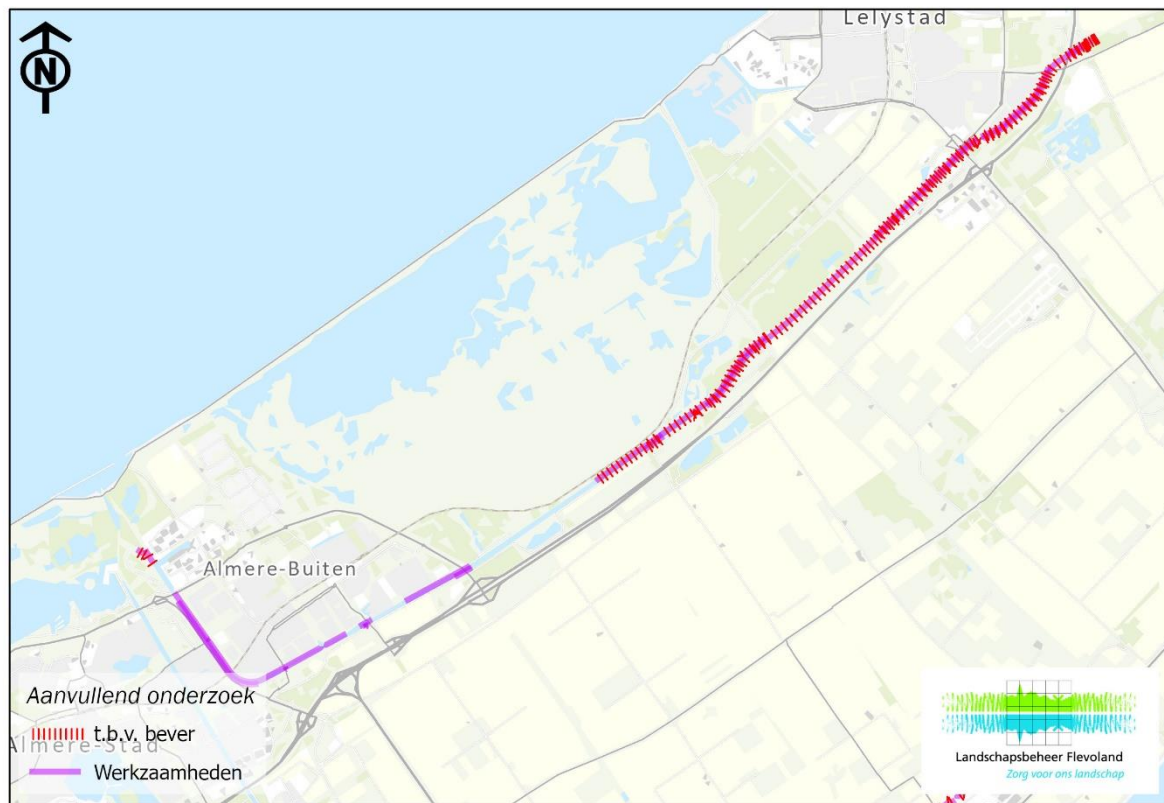 N
Lelystad
Almere-Buiten
Aanvullend onderzoek
t.b.v. bever
Almere-Stad
Werkzaamheden
Landschapsbeheer Flevoland
Zorg voor ons landschap